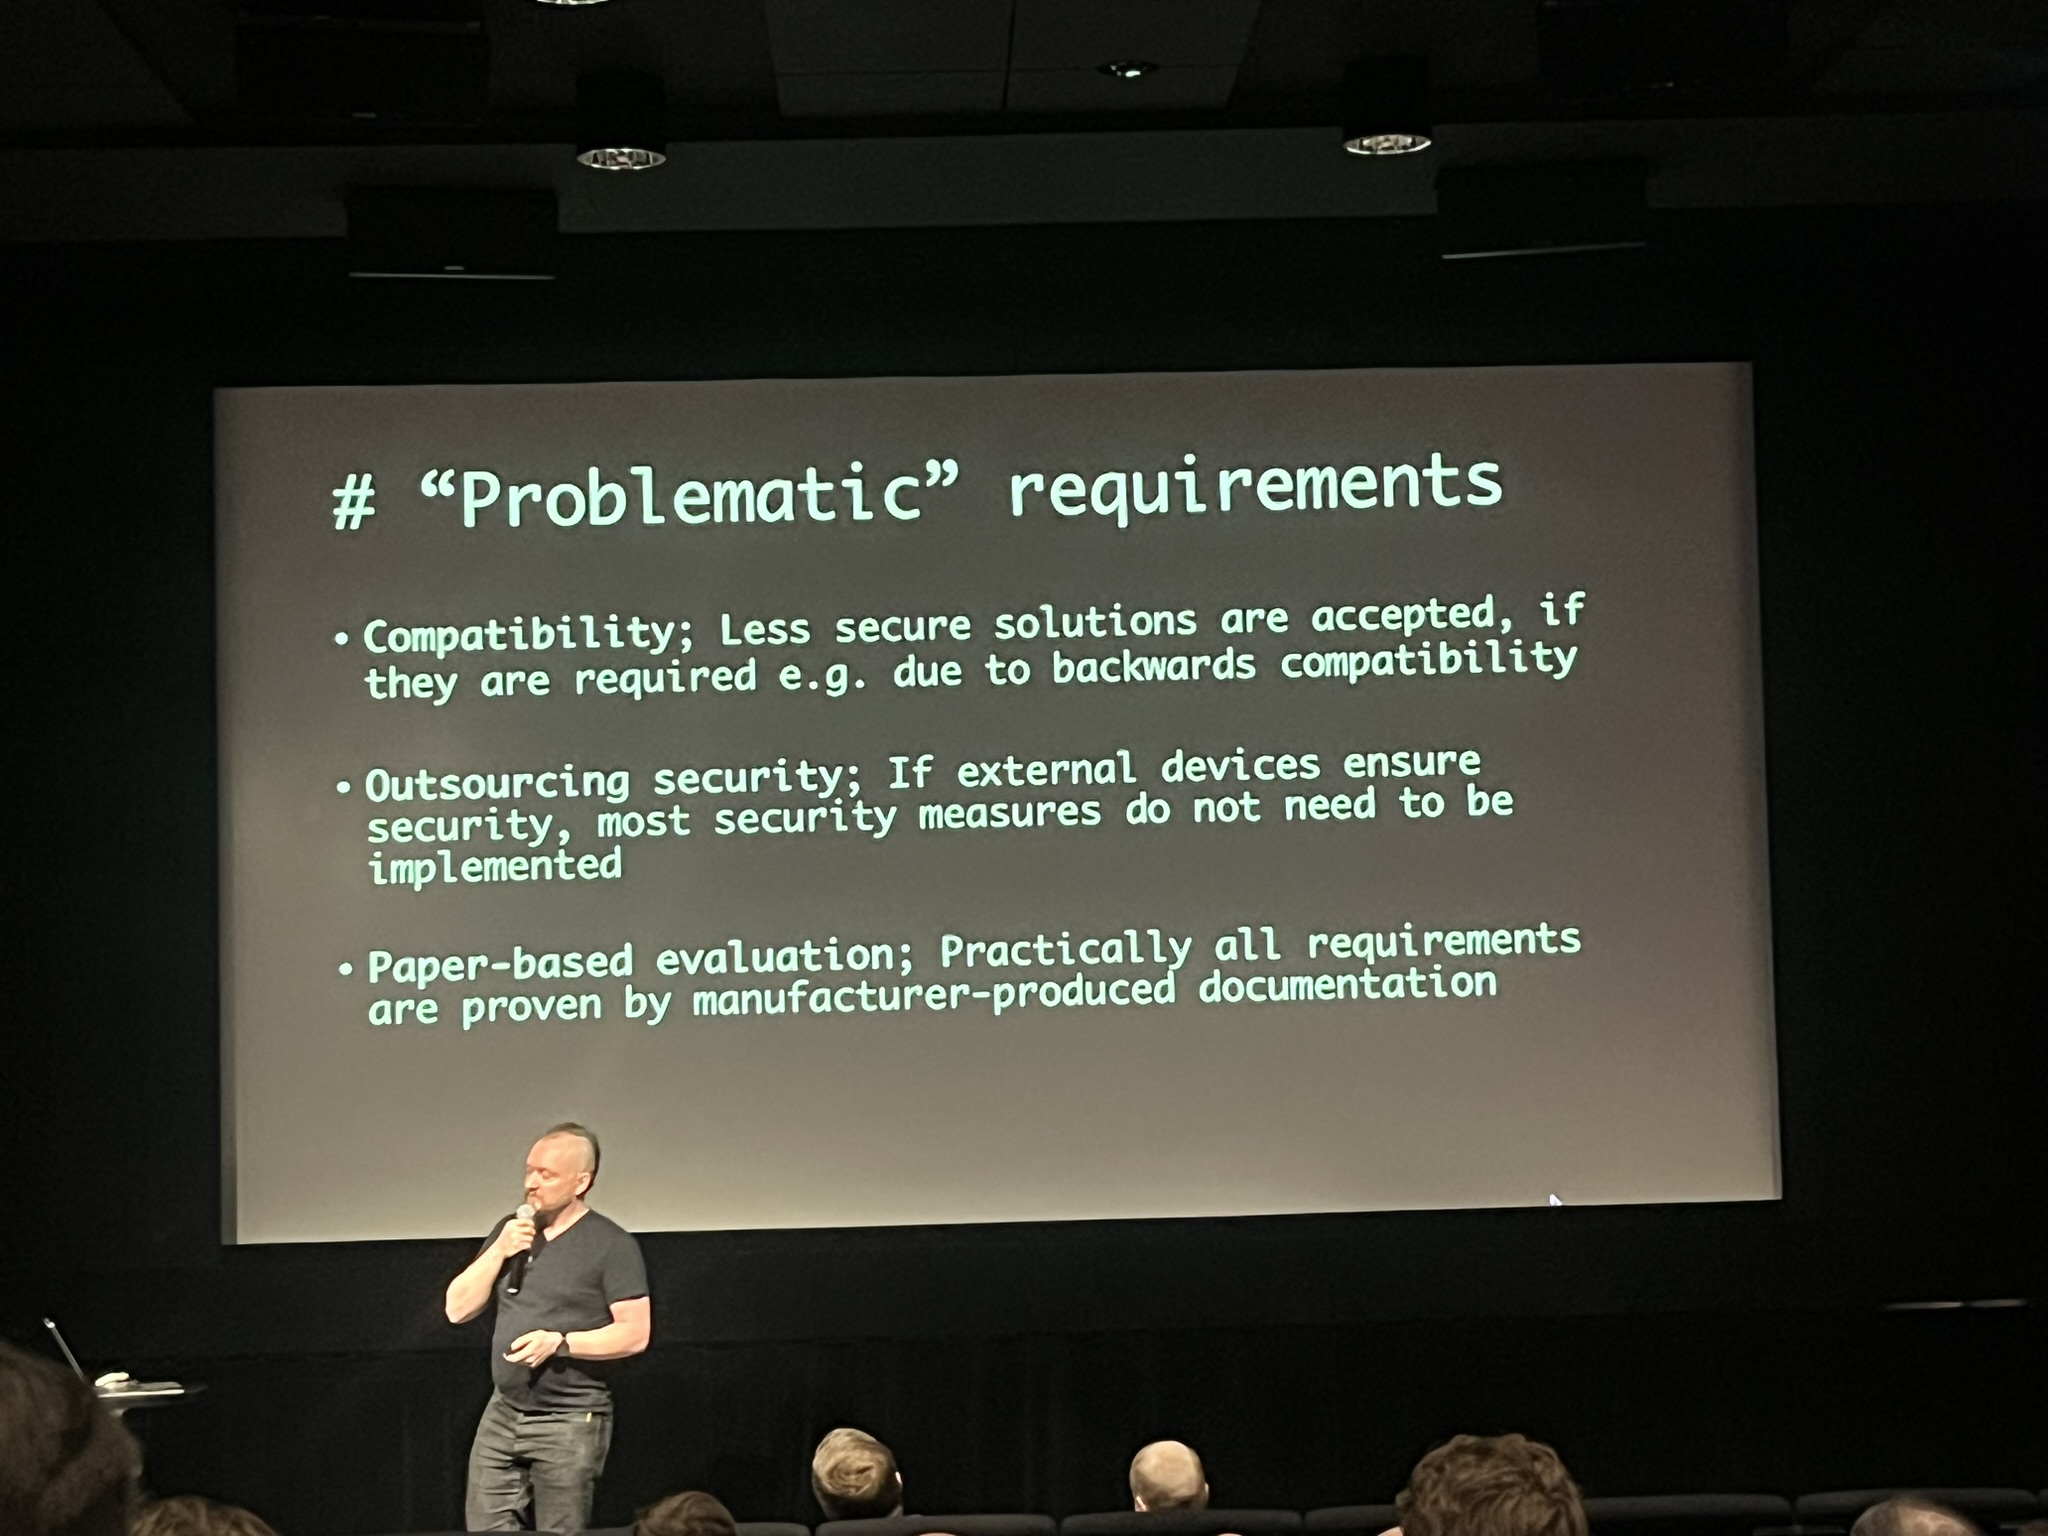 # “Problematic” requirements
• Compatibility; Less secure solutions are accepted, if
they are required e.g. due to backwards compatibility
• Outsourcing security; If external devices ensure
security, most security measures do not need to be
implemented
• Paper-based evaluation; Practically all requirements
are proven by manufacturer-produced documentation